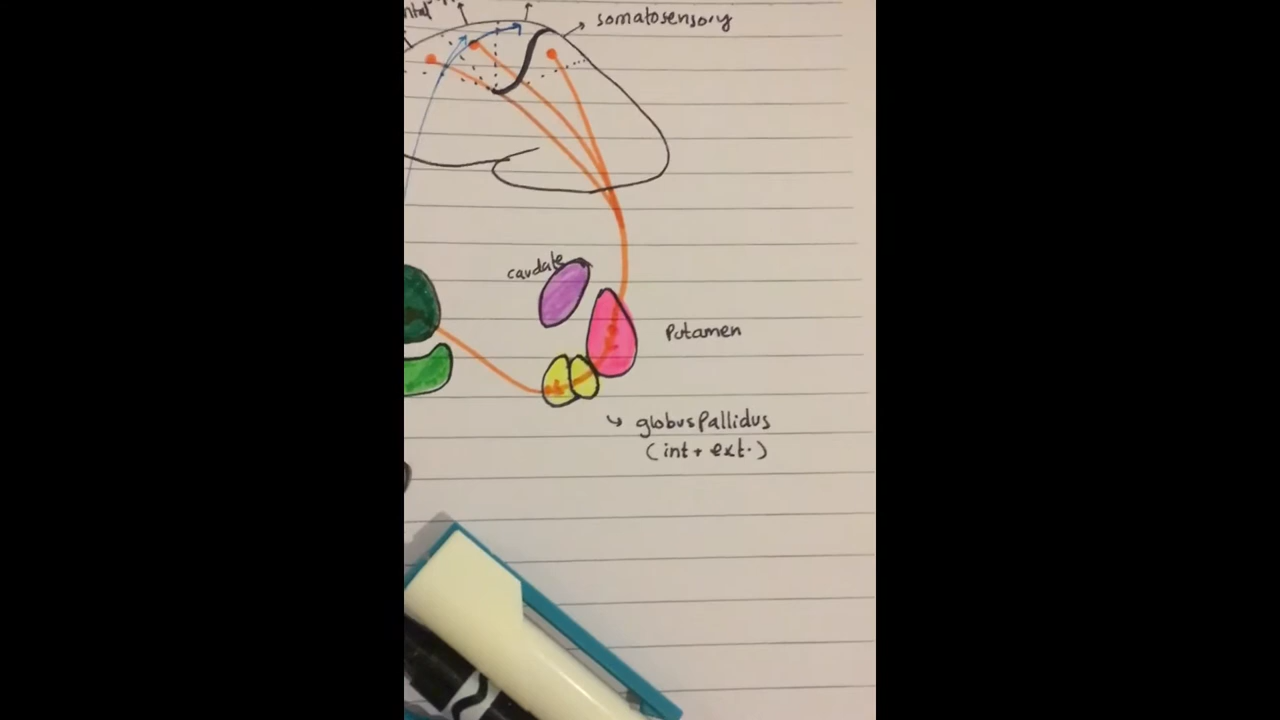 somatosensory
caudate
Putamen
globus Pallidus
(int + ext.)